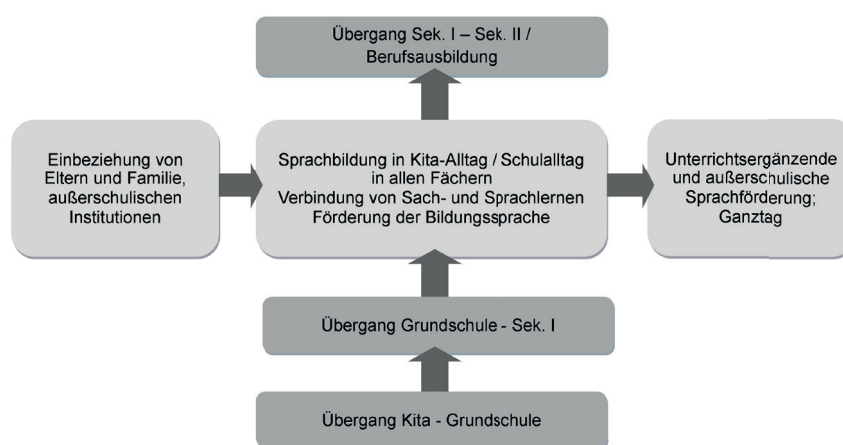 Übergang Sek. I – Sek. II /
Berufsausbildung
Einbeziehung von
Eltern und Familie,
außerschulischen
Institutionen
Sprachbildung in Kita-Alltag / Schulalltag
in allen Fächern
Verbindung von Sach- und Sprachlernen
Förderung der Bildungssprache
Unterrichtsergänzende
und außerschulische
Sprachförderung;
Ganztag
Übergang Grundschule - Sek. I
Übergang Kita - Grundschule